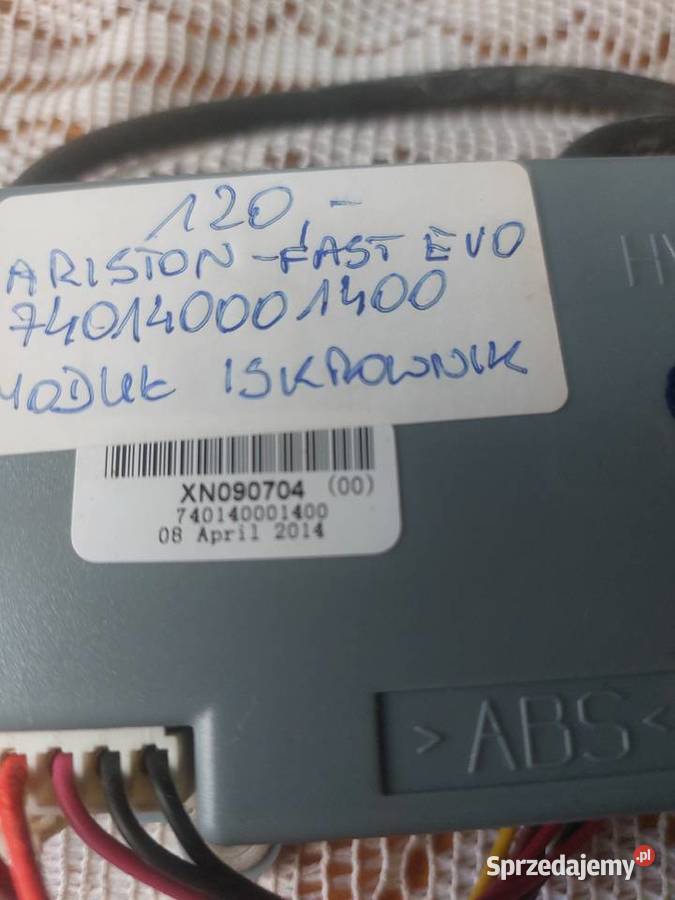 120,-
ARISTON - FAST EVO
740140001400
MODUŁ ISKROWNIK
XN090704 (00)
740140001400
08 April 2014
>ABS<
Sprzedajemy.pl